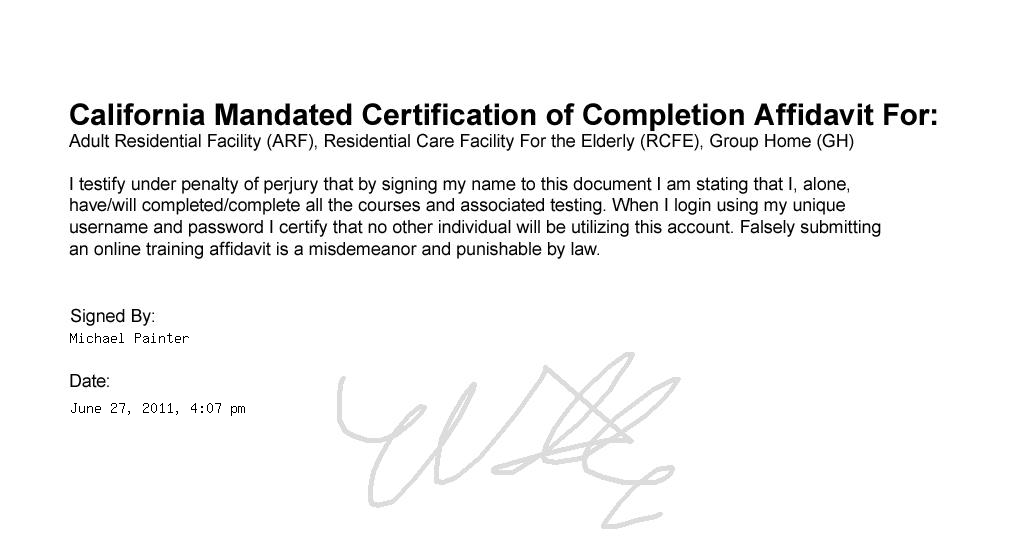 California Mandated Certification of Completion Affidavit For:
Adult Residential Facility (ARF), Residential Care Facility For the Elderly (RCFE), Group Home (GH)
I testify under penalty of perjury that by signing my name to this document I am stating that I, alone,
have/will completed/complete all the courses and associated testing. When I login using my unique
username and password I certify that no other individual will be utilizing this account. Falsely submitting
an online training affidavit is a misdemeanor and punishable by law.
Signed By:
Michael Painter
Date:
June 27, 2011, 4:07 pm